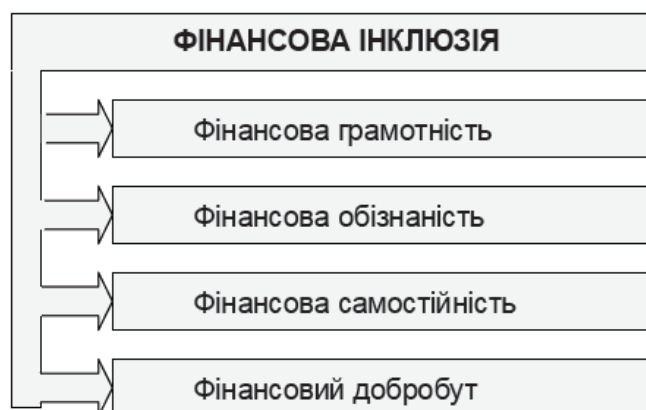 ФІНАНСОВА ІНКЛЮЗІЯ
Фінансова грамотність
Фінансова обізнаність
Фінансова самостійність
Фінансовий добробут